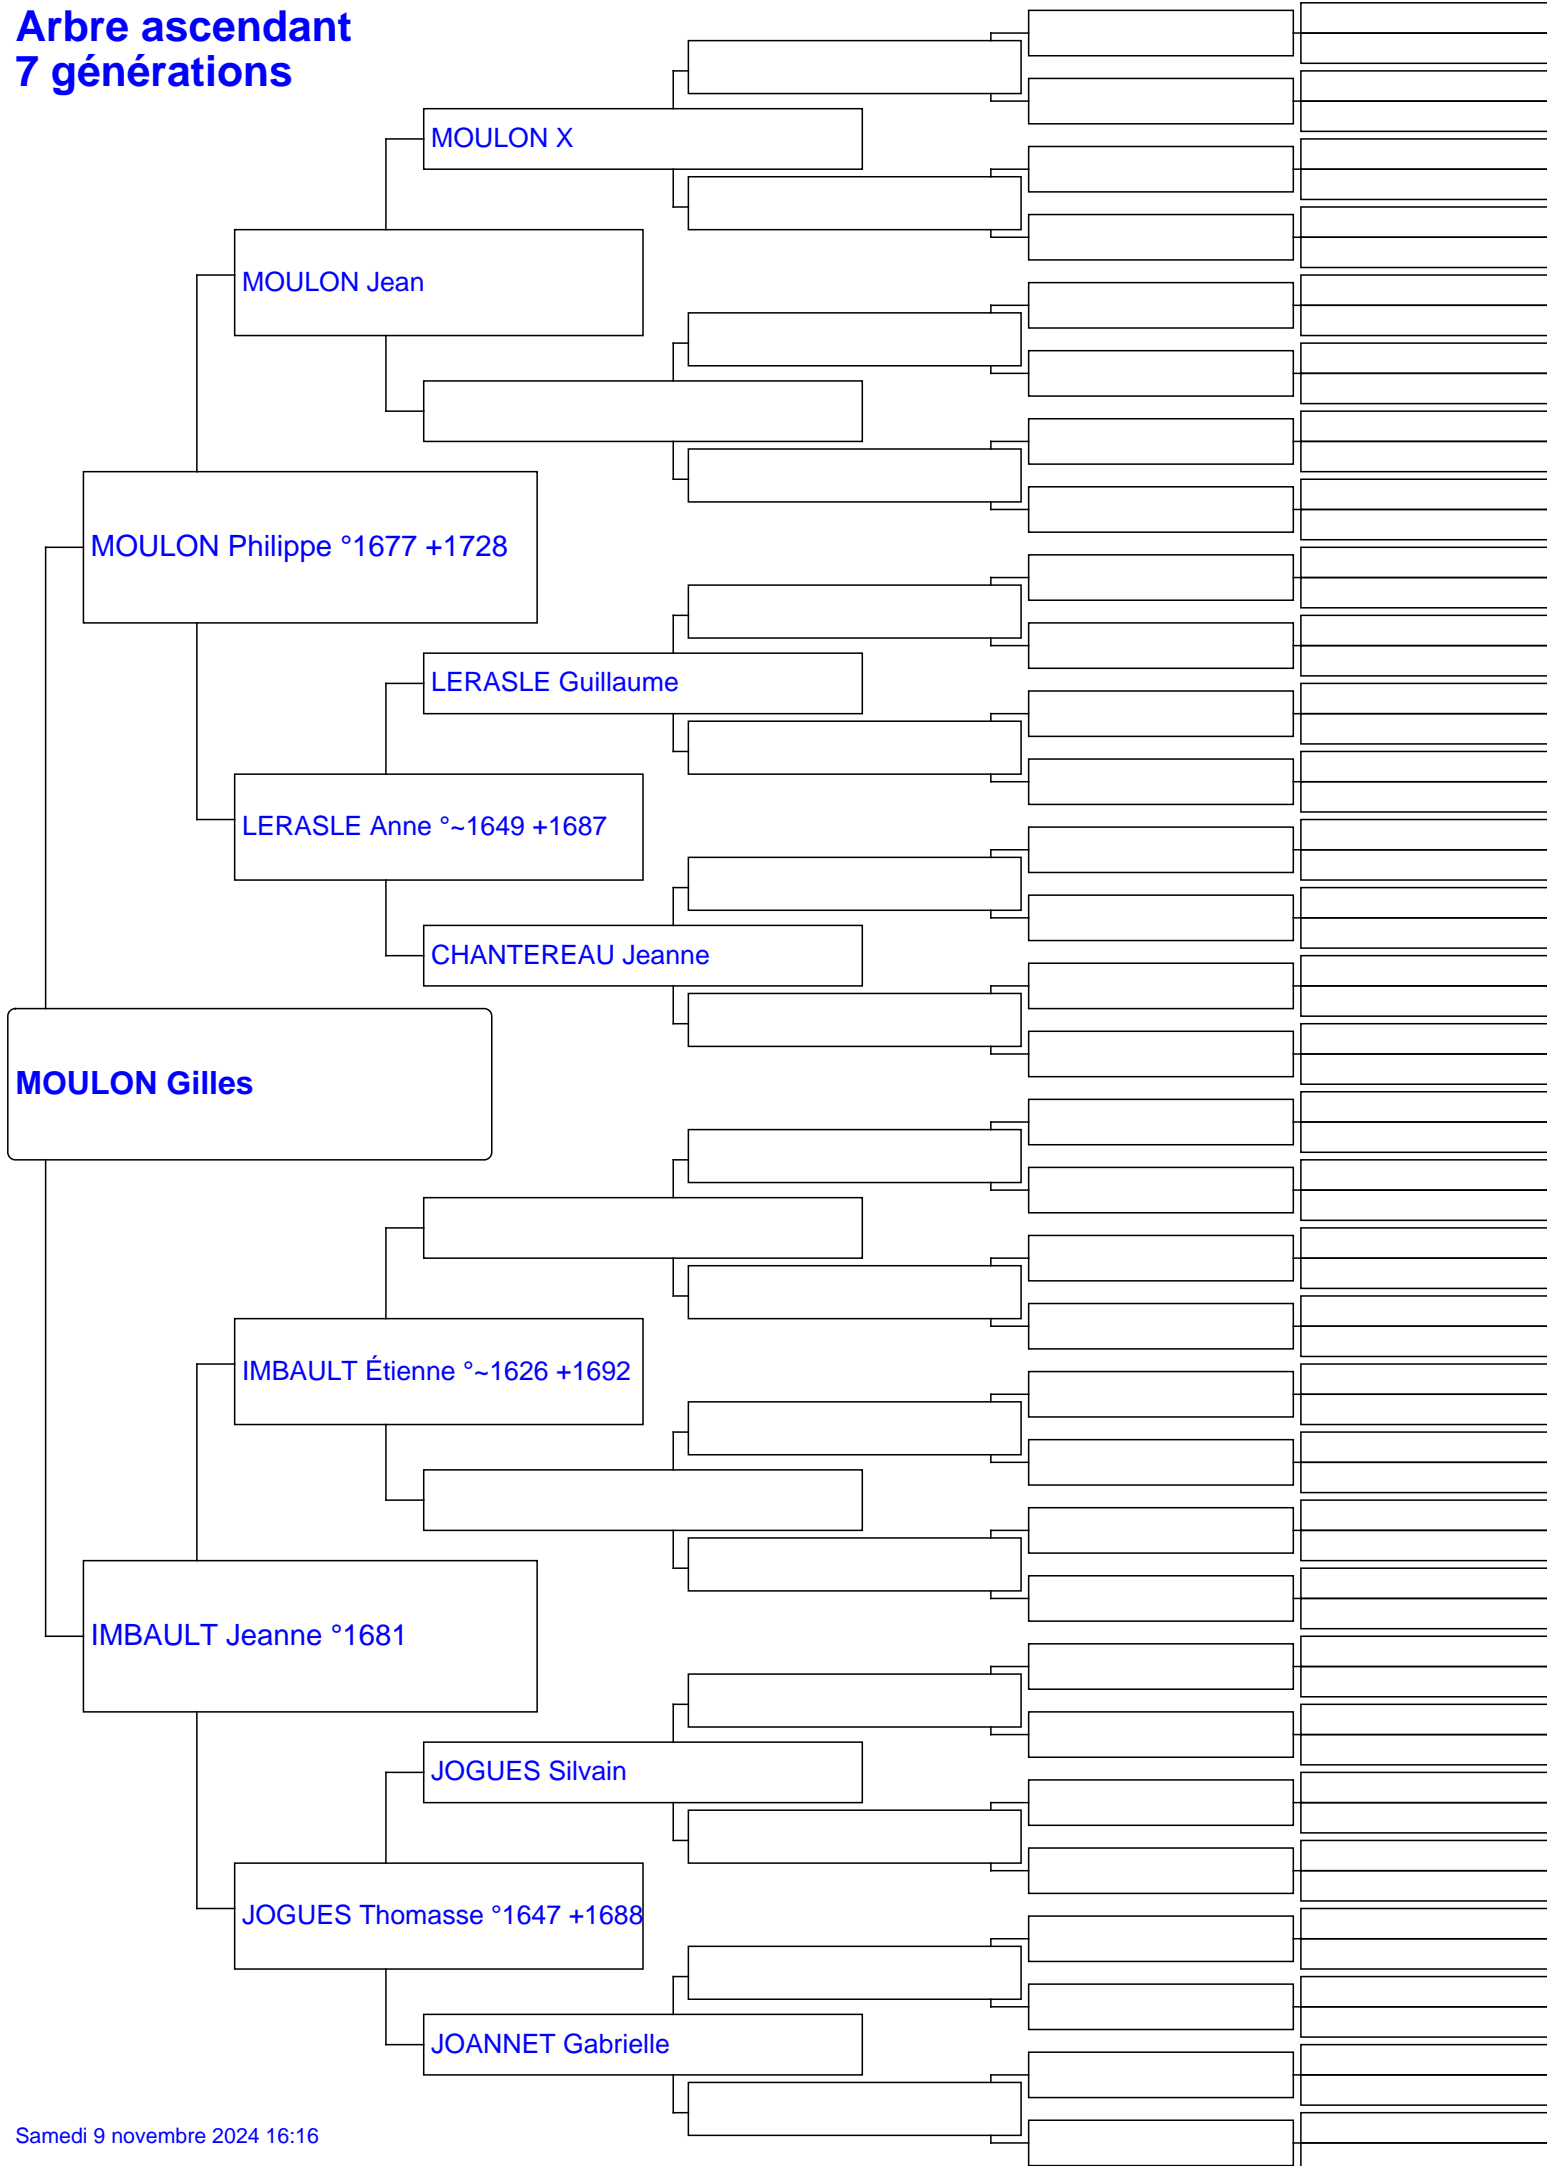 Arbre ascendant
7 générations
MOULON X
MOULON Jean
MOULON Philippe °1677 +1728
LERASLE Guillaume
LERASLE Anne °~1649 +1687
CHANTEREAU Jeanne
MOULON Gilles
IMBAULT Étienne °~1626 +1692
IMBAULT Jeanne °1681
JOGUES Silvain
JOGUES Thomasse °1647 +1688
JOANNET Gabrielle
Samedi 9 novembre 2024 16:16